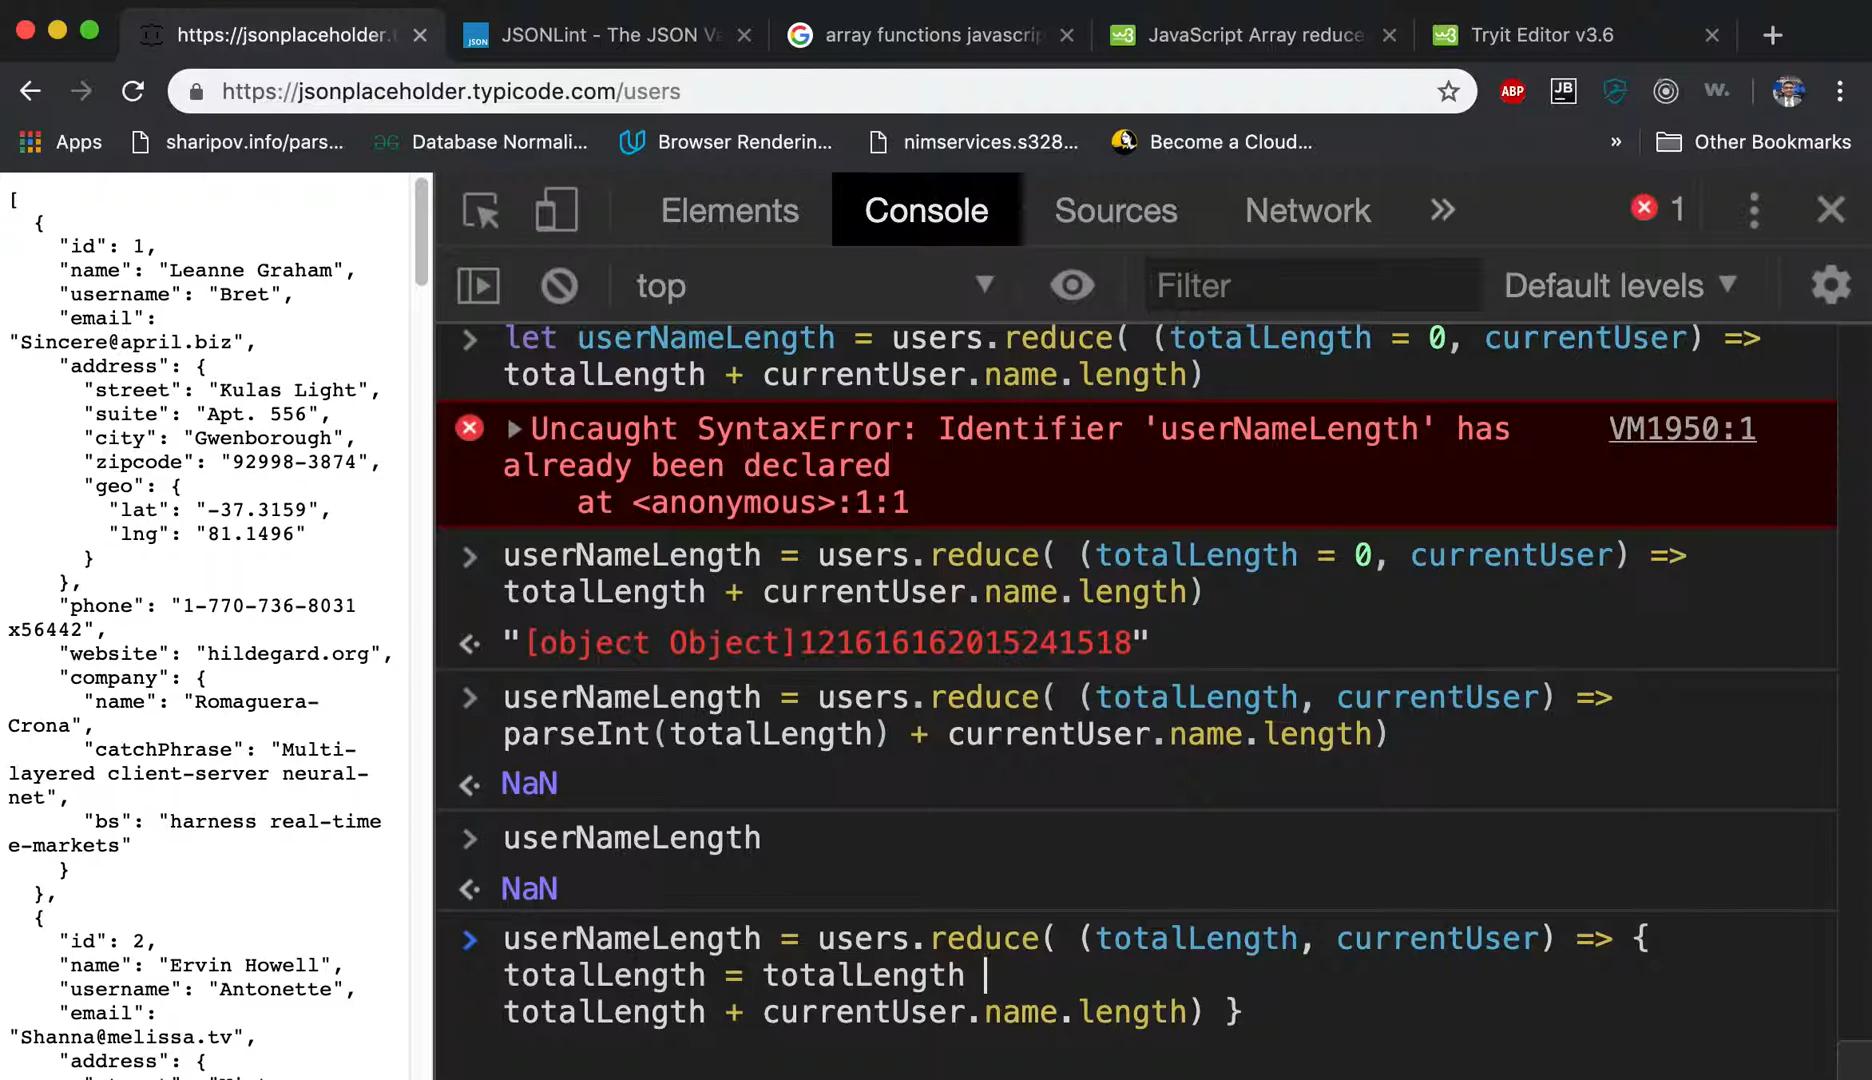 https://jsonplaceholder.t
JSONLint - The JSON Va
array functions javascrip
JavaScript Array reduce
Tryit Editor v3.6
https://jsonplaceholder.typicode.com/users
ABP
JB
w.
Apps
sharipov.info/pars...
Database Normali...
Browser Renderin...
nimservices.s328...
Become a Cloud...
»
Other Bookmarks
[
{
"id": 1,
"name": "Leanne Graham",
"username": "Bret",
"email":
"Sincere@april.biz",
"address": {
"street": "Kulas Light",
"suite": "Apt. 556",
"city": "Gwenborough",
"zipcode": "92998-3874",
"geo": {
"lat": "-37.3159",
"lng": "81.1496"
}
},
"phone": "1-770-736-8031
x56442",
"website": "hildegard.org",
"company": {
"name": "Romaguera-
Crona",
"catchPhrase": "Multi-
layered client-server neural-
net",
"bs": "harness real-time
e-markets"
}
},
{
"id": 2,
"name": "Ervin Howell",
"username": "Antonette",
"email":
"Shanna@melissa.tv",
"address": {
Elements
Console
Sources
Network
»
1
top
Filter
Default levels ▼
let userNameLength = users.reduce( (totalLength = 0, currentUser) =>
totalLength + currentUser.name.length)
Uncaught SyntaxError: Identifier 'userNameLength' has VM1950:1
already been declared
at <anonymous>:1:1
userNameLength = users.reduce( (totalLength = 0, currentUser) =>
totalLength + currentUser.name.length)
"[object Object]121616162015241518"
userNameLength = users.reduce( (totalLength, currentUser) =>
parseInt(totalLength) + currentUser.name.length)
NaN
userNameLength
NaN
userNameLength = users.reduce( (totalLength, currentUser) => {
totalLength = totalLength
totalLength + currentUser.name.length) }